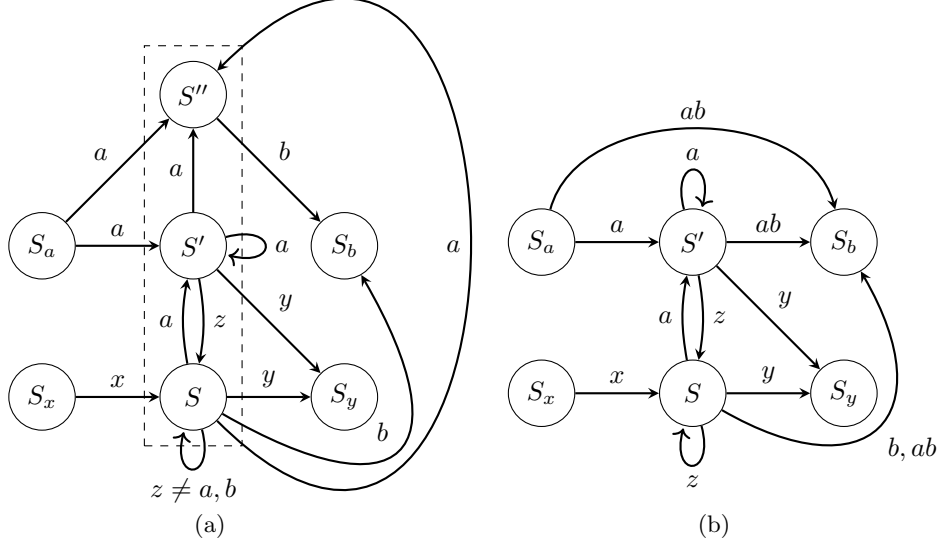 S''
a
b
a
ab
a
S_a
a
S'
a
S_b
a
S_a
a
S'
ab
S_b
a
z
y
a
z
y
S_x
x
S
y
S_y
S_x
x
S
y
S_y
b
b, ab
z ≠ a, b
z
(a)
(b)